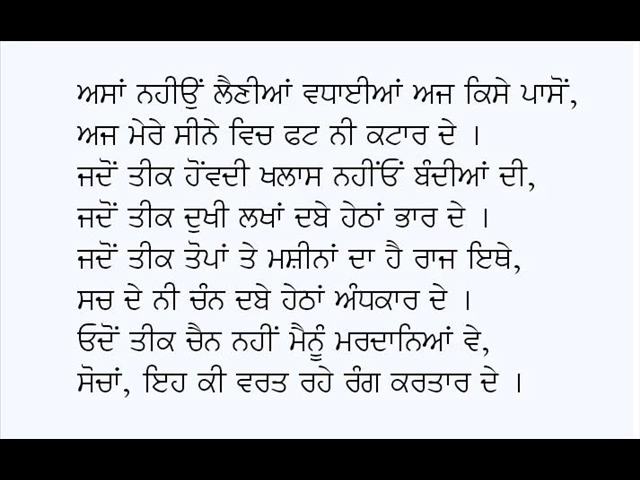 ਅਸਾਂ ਨਹੀਉਂ ਲੈਣੀਆਂ ਵਧਾਈਆਂ ਅਜ ਕਿਸੇ ਪਾਸੋਂ,
ਅਜ ਮੇਰੇ ਸੀਨੇ ਵਿਚ ਫਟ ਨੀ ਕਟਾਰ ਦੇ ।
ਜਦੋਂ ਤੀਕ ਹੋਂਵਦੀ ਖਲਾਸ ਨਹੀਂਓਂ ਬੰਦੀਆਂ ਦੀ,
ਜਦੋਂ ਤੀਕ ਦੁਖੀ ਲਖਾਂ ਦਬੇ ਹੇਠਾਂ ਭਾਰ ਦੇ ।
ਜਦੋਂ ਤੀਕ ਤੋਪਾਂ ਤੇ ਮਸ਼ੀਨਾਂ ਦਾ ਹੈ ਰਾਜ ਇਥੇ,
ਸਚ ਦੇ ਨੀ ਚੰਨ ਦਬੇ ਹੇਠਾਂ ਅੰਧਕਾਰ ਦੇ ।
ਓਦੋਂ ਤੀਕ ਚੈਨ ਨਹੀਂ ਮੈਨੂੰ ਮਰਦਾਨਿਆਂ ਵੇ,
ਸੋਚਾਂ, ਇਹ ਕੀ ਵਰਤ ਰਹੇ ਰੰਗ ਕਰਤਾਰ ਦੇ ।